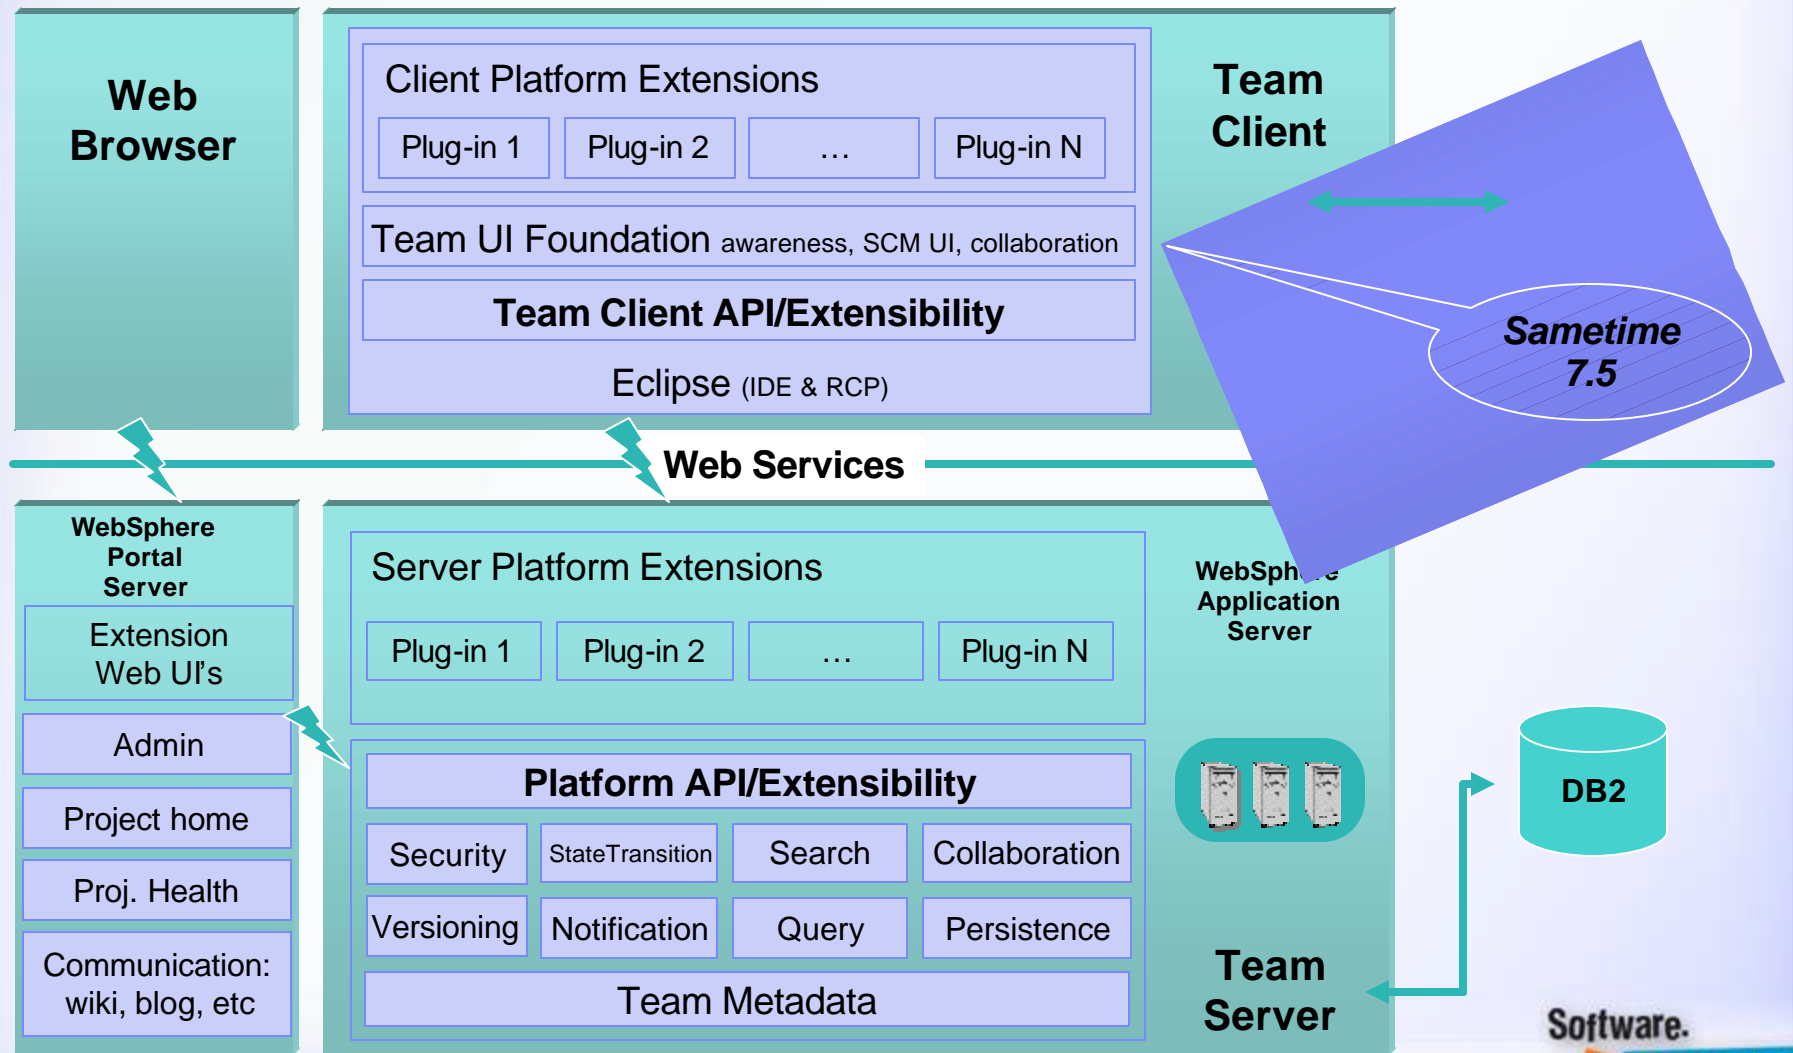 Web
Browser
Client Platform Extensions
Plug-in 1
Plug-in 2
…
Plug-in N
Team UI Foundation awareness, SCM UI, collaboration
Team Client API/Extensibility
Eclipse (IDE & RCP)
Team
Client
Sametime
7.5
Web Services
WebSphere
Portal
Server
Extension
Web UI's
Admin
Project home
Proj. Health
Communication:
wiki, blog, etc
Server Platform Extensions
Plug-in 1
Plug-in 2
…
Plug-in N
Platform API/Extensibility
Security
StateTransition
Search
Collaboration
Versioning
Notification
Query
Persistence
Team Metadata
WebSphere
Application
Server
Team
Server
DB2
Software.